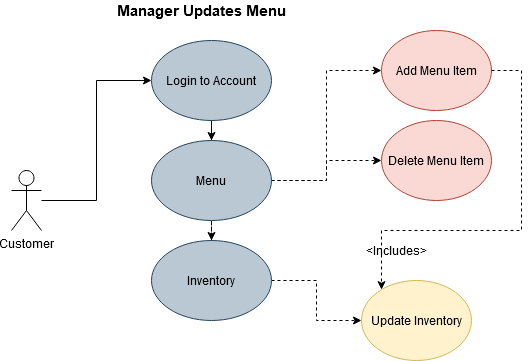 Manager Updates Menu
Login to Account
Add Menu Item
Menu
Delete Menu Item
Customer
<Includes>
Inventory
Update Inventory